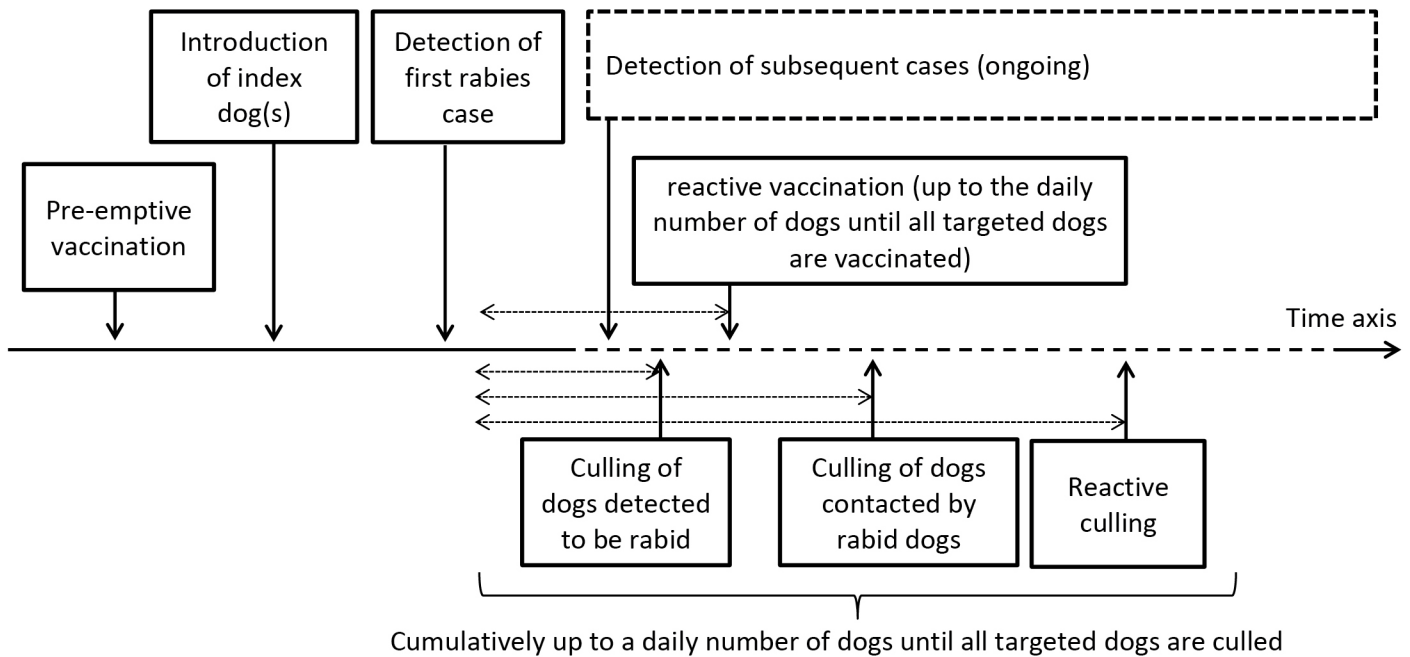 Introduction
of index
dog(s)
Detection of
first rabies
case
Detection of subsequent cases (ongoing)
Pre-emptive
vaccination
reactive vaccination (up to the daily
number of dogs until all targeted dogs
are vaccinated)
Time axis
Culling of
dogs detected
to be rabid
Culling of dogs
contacted by
rabid dogs
Reactive
culling
Cumulatively up to a daily number of dogs until all targeted dogs are culled